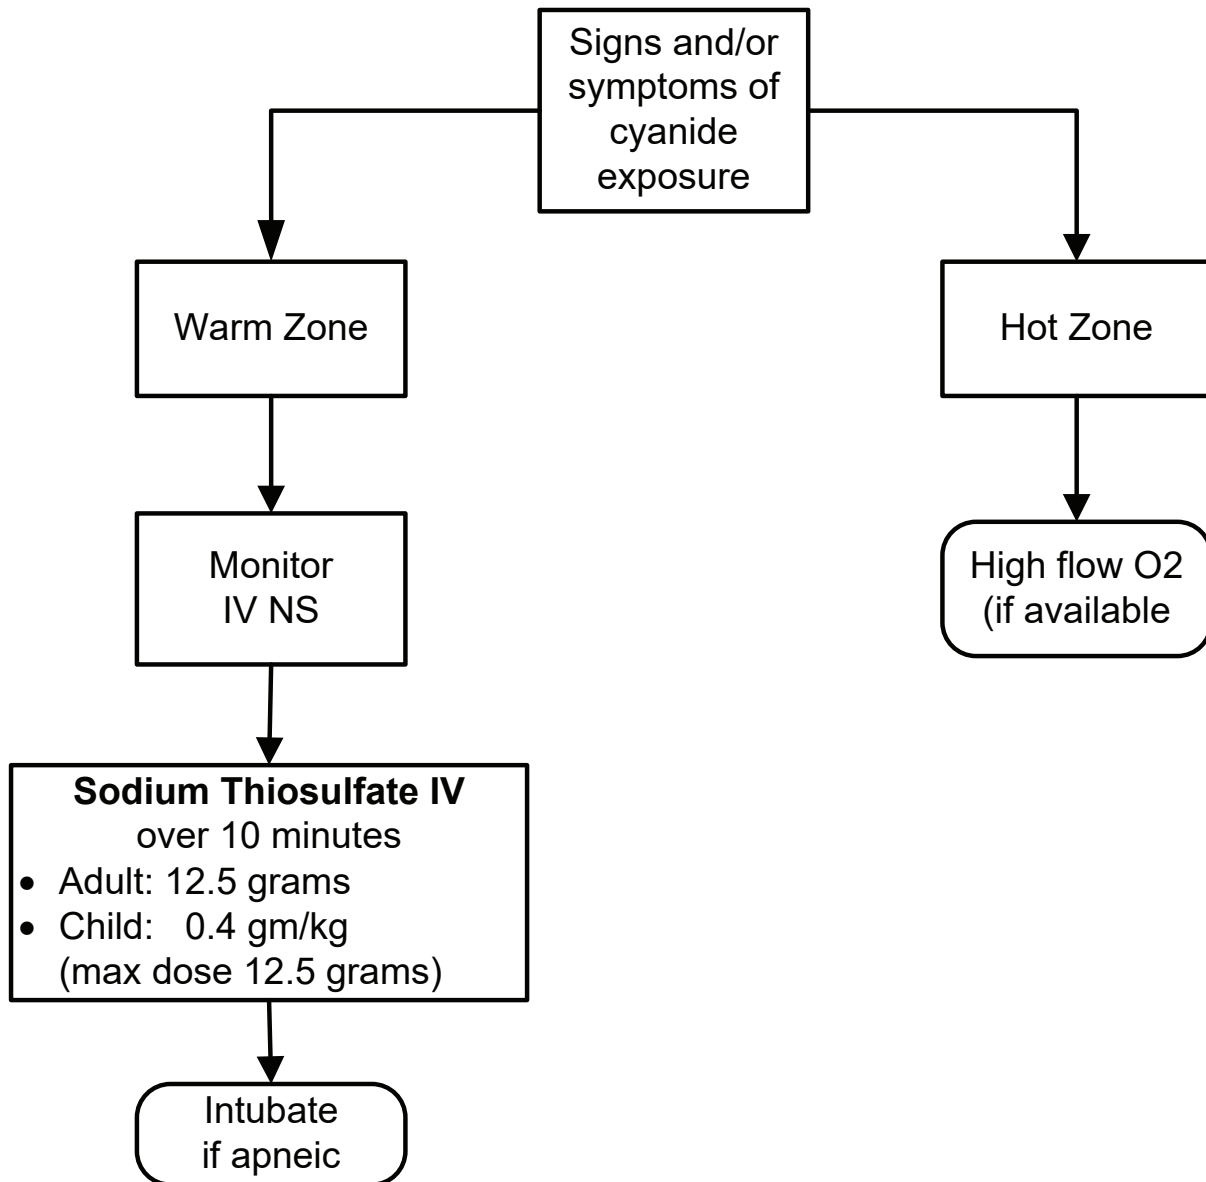 Signs and/or
symptoms of
cyanide
exposure
Warm Zone
Hot Zone
Monitor
IV NS
High flow O2
(if available
Sodium Thiosulfate IV
over 10 minutes
• Adult: 12.5 grams
• Child:   0.4 gm/kg
(max dose 12.5 grams)
Intubate
if apneic